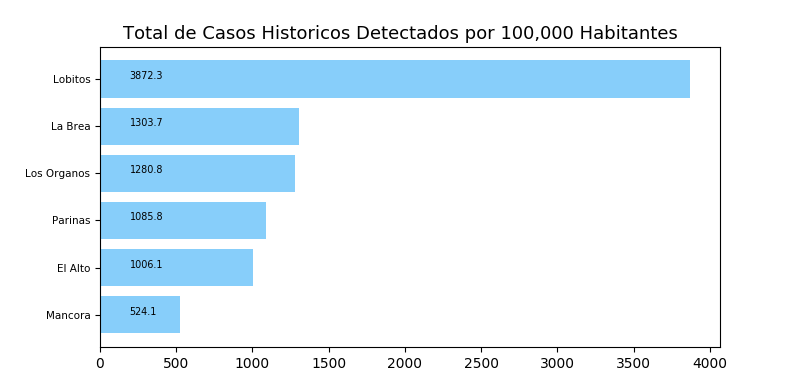 Total de Casos Historicos Detectados por 100,000 Habitantes
Lobitos 3872.3
La Brea 1303.7
Los Organos 1280.8
Parinas 1085.8
El Alto 1006.1
Mancora 524.1
0 500 1000 1500 2000 2500 3000 3500 4000